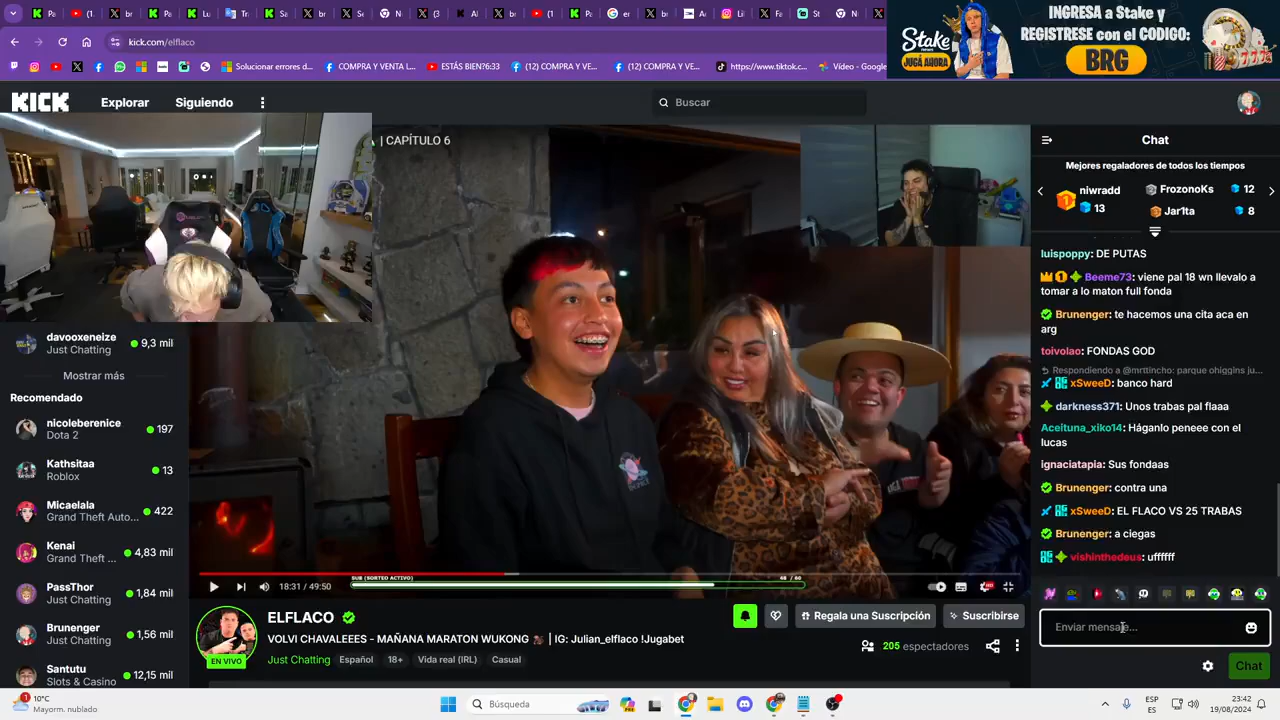 kick.com/elflaco
Solucionar errores d...
COMPRA Y VENTA L...
ESTÁS BIEN?6:33
(12) COMPRA Y VE...
(12) COMPRA Y VE...
https://www.tiktok.c...
Vídeo - Google
Stake
JUGÁ AHORA
INGRESA a Stake y
REGISTRESE con el CODIGO:
BRG
KICK
Explorar
Siguiendo
Buscar
| CAPÍTULO 6
davooxeneize
Just Chatting
9,3 mil
Mostrar más
Recomendado
nicoleberenice
Dota 2
197
Kathsitaa
Roblox
13
Micaelala
Grand Theft Auto...
422
Kenai
Grand Theft ...
4,83 mil
PassThor
Just Chatting
1,84 mil
Brunenger
Just Chatting
1,56 mil
Santutu
Slots & Casino
12,15 mil
18:31 / 49:50
SUB (SORTEO ACTIVO)
48 / 60
EN VIVO
ELFLACO
VOLVI CHAVALEEES - MAÑANA MARATON WUKONG | IG: Julian_elflaco !Jugabet
Just Chatting
Español
18+
Vida real (IRL)
Casual
Regala una Suscripción
Suscribirse
205 espectadores
Chat
Mejores regaladores de todos los tiempos
niwradd
13
FrozonoKs
12
Jar1ta
8
luispoppy: DE PUTAS
Beeme73: viene pal 18 wn llevalo a
tomar a lo maton full fonda
Brunenger: te hacemos una cita aca en
arg
toivolao: FONDAS GOD
Respondiendo a @mrttincho: parque ohiggins ju...
xSweeD: banco hard
darkness371: Unos trabas pal flaaa
Aceituna_xiko14: Háganlo peneee con el
lucas
ignaciatapia: Sus fondaas
Brunenger: contra una
xSweeD: EL FLACO VS 25 TRABAS
Brunenger: a ciegas
vishinthedeus: ufffffff
Enviar mensaje...
Chat
10°C
Mayorm. nublado
Búsqueda
ESP
ES
23:42
19/08/2024